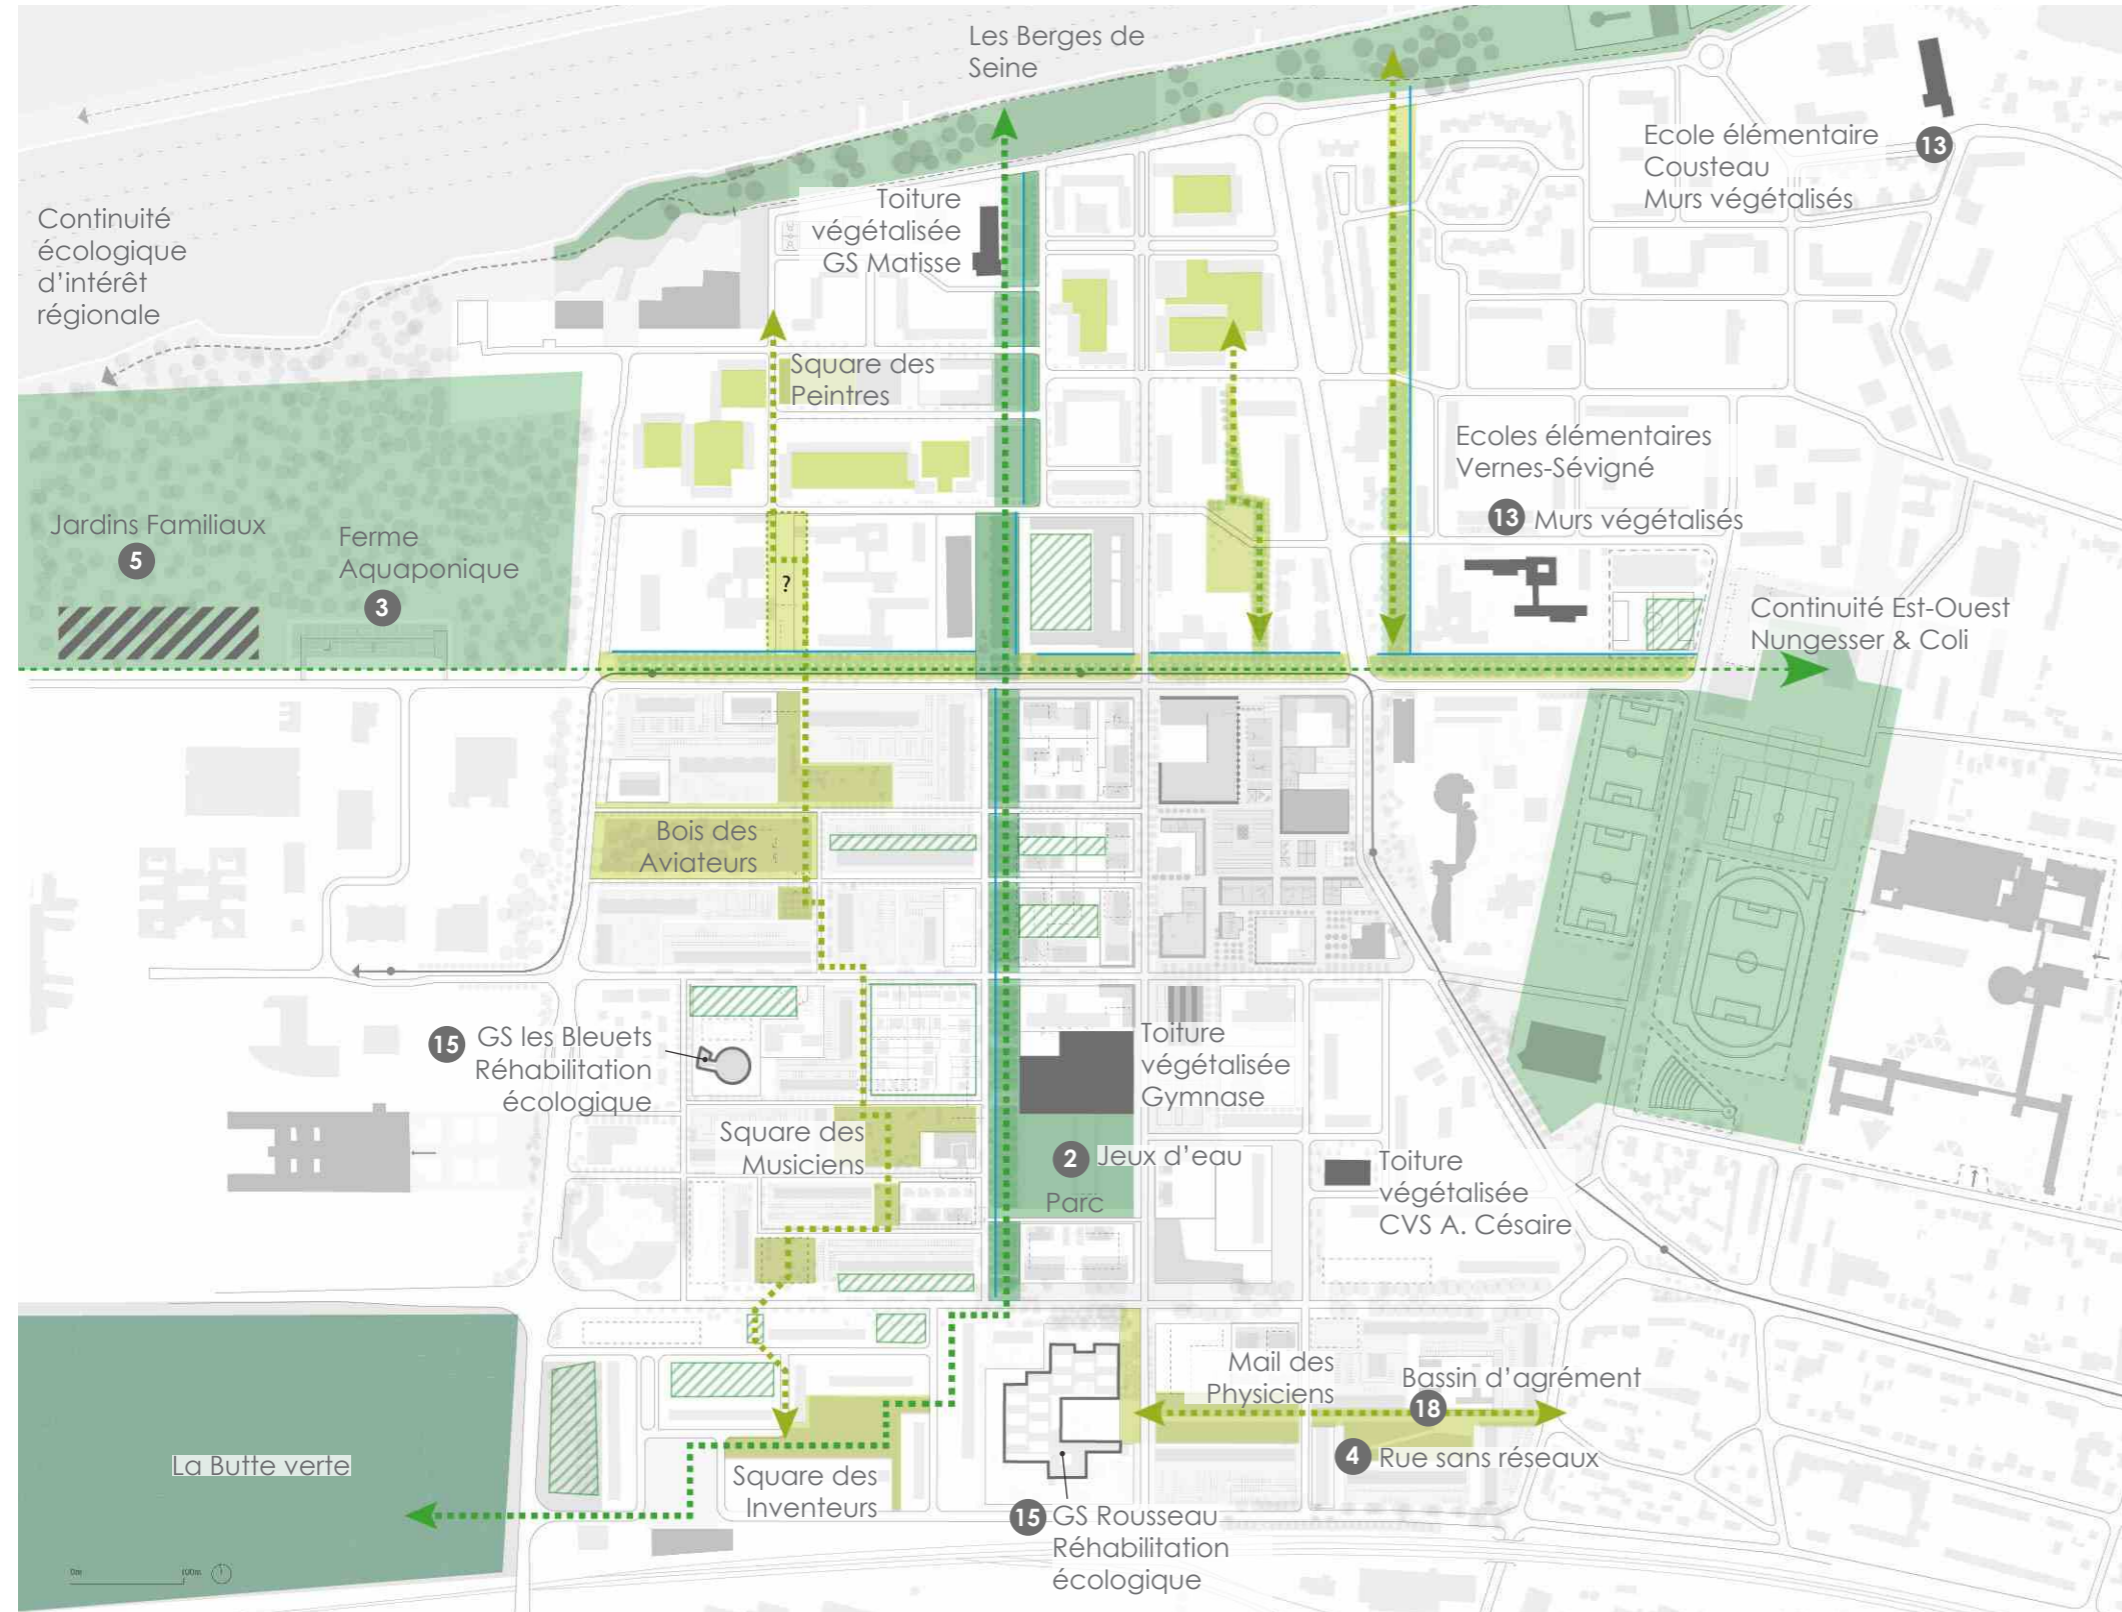 Les Berges de
Seine
Continuité
écologique
d'intérêt
régionale
Toiture
végétalisée
GS Matisse
Ecole élémentaire
Cousteau
Murs végétalisés
13
Square des
Peintres
Ecoles élémentaires
Vernes-Sévigné
13 Murs végétalisés
Jardins Familiaux
5
Ferme
Aquaponique
3
?
Continuité Est-Ouest
Nungesser & Coli
Bois des
Aviateurs
15 GS les Bleuets
Réhabilitation
écologique
Toiture
végétalisée
Gymnase
Square des
Musiciens
2 Jeux d'eau
Parc
Toiture
végétalisée
CVS A. Césaire
Mail des
Physiciens
Bassin d'agrément
18
4 Rue sans réseaux
La Butte verte
Square des
Inventeurs
15 GS Rousseau
Réhabilitation
écologique
0m 100m